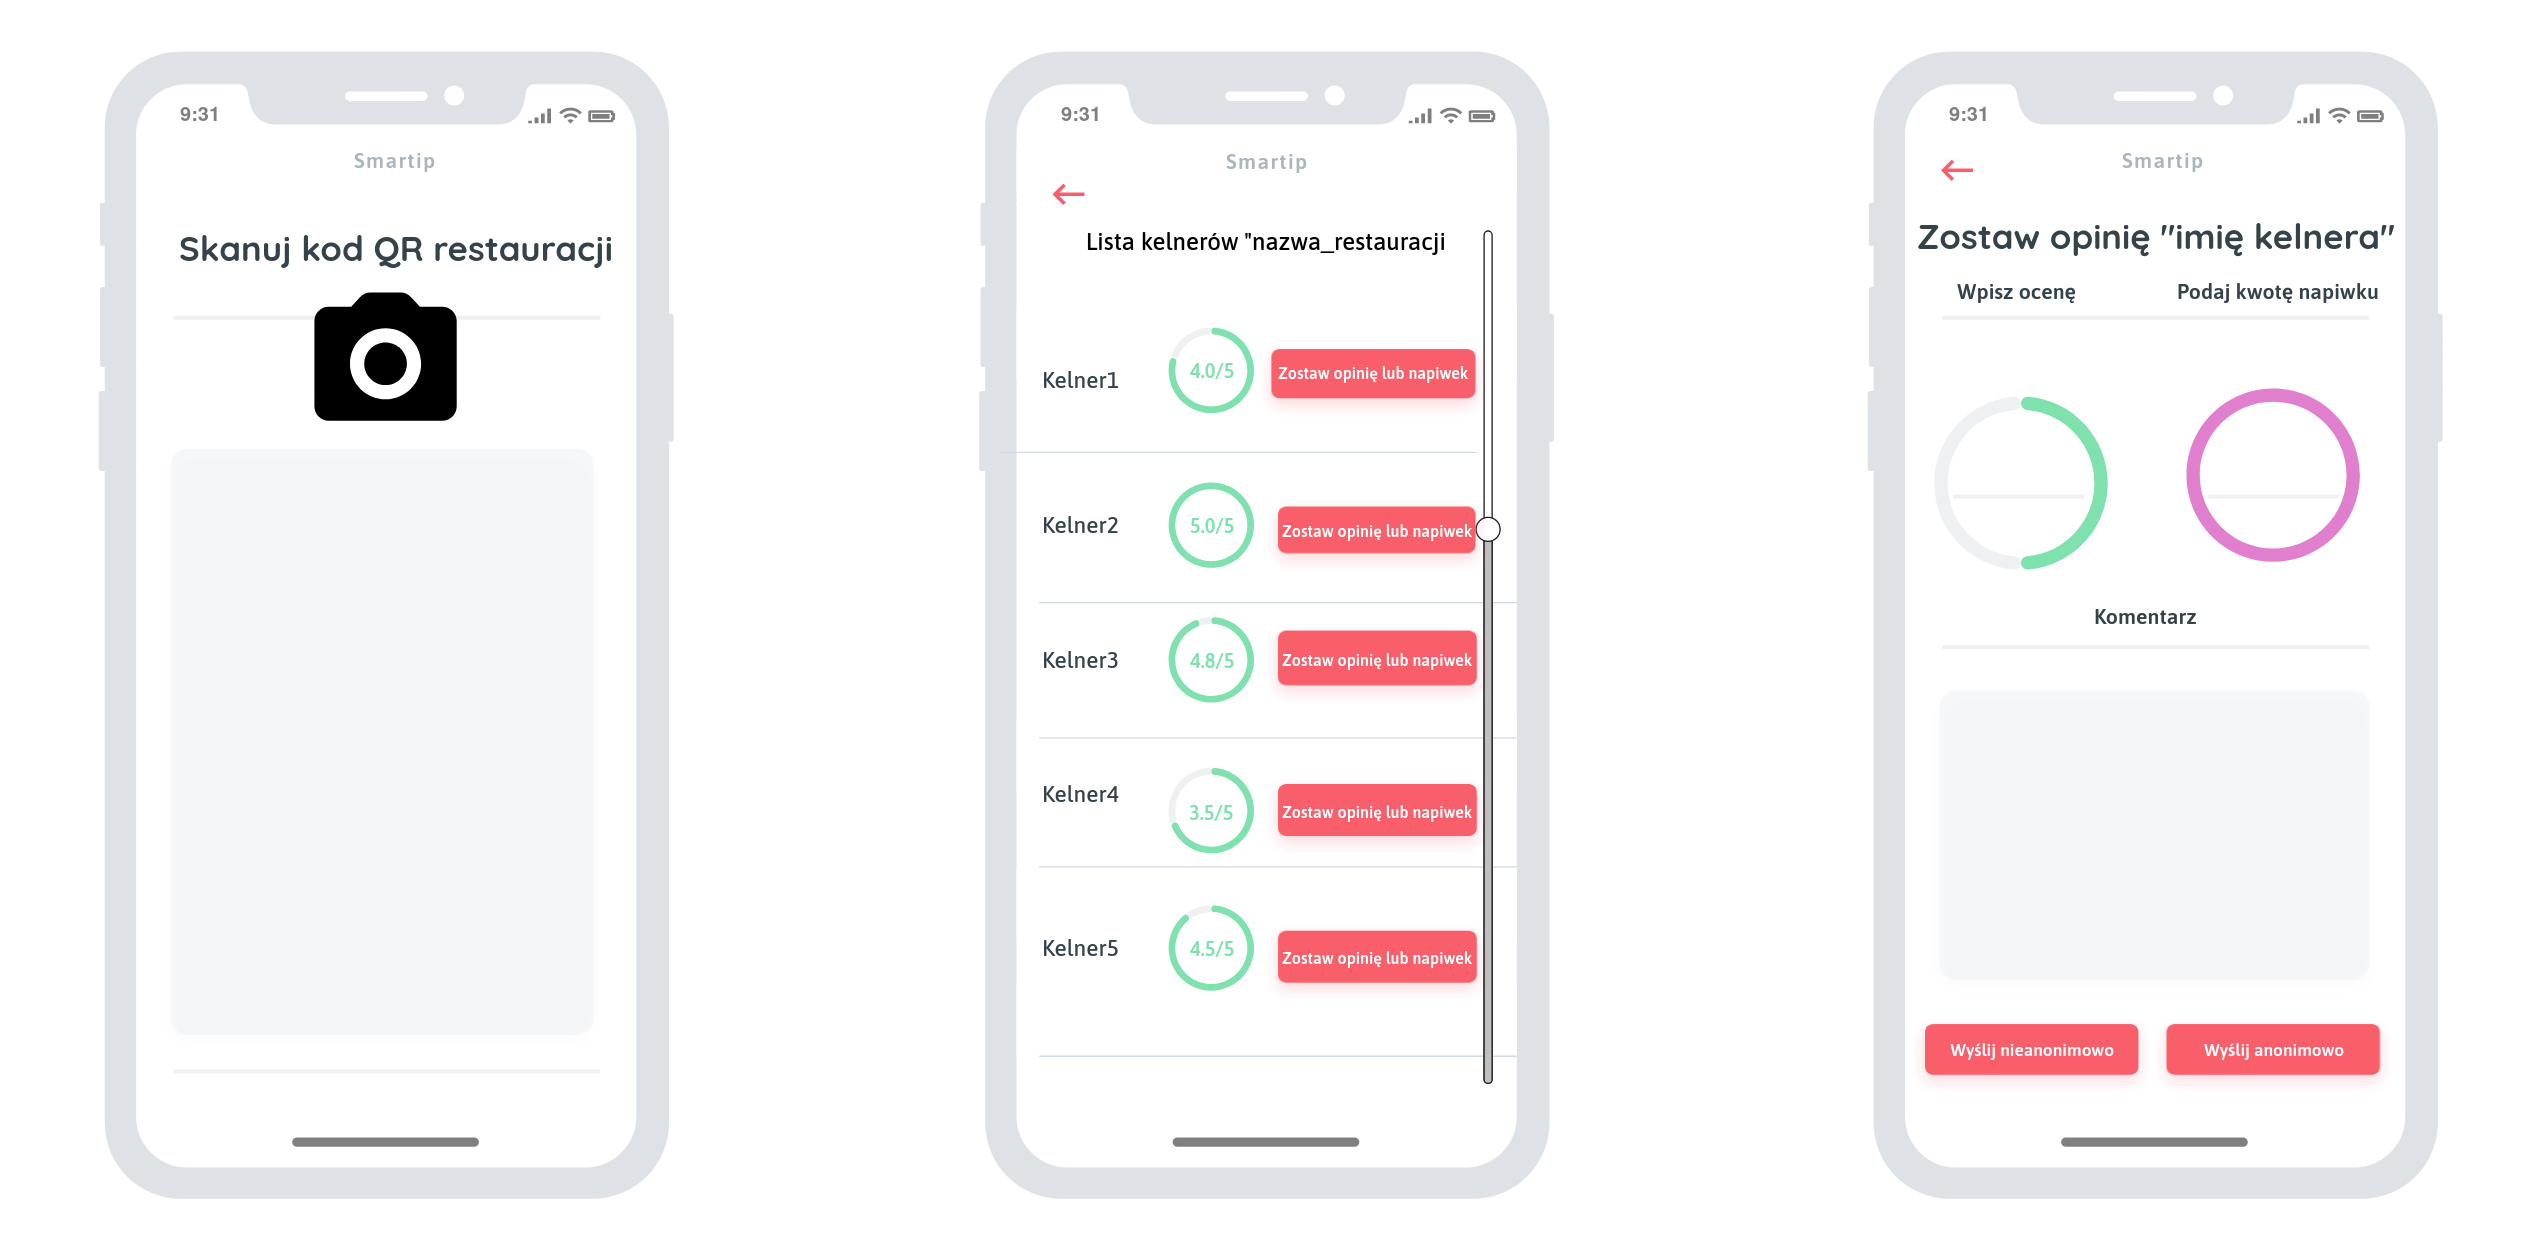 9:31
Smartip
Skanuj kod QR restauracji
9:31
Smartip
Lista kelnerów "nazwa_restauracji
Kelner1
4.0/5
Zostaw opinię lub napiwek
Kelner2
5.0/5
Zostaw opinię lub napiwek
Kelner3
4.8/5
Zostaw opinię lub napiwek
Kelner4
3.5/5
Zostaw opinię lub napiwek
Kelner5
4.5/5
Zostaw opinię lub napiwek
9:31
Smartip
Zostaw opinię "imię kelnera"
Wpisz ocenę
Podaj kwotę napiwku
Komentarz
Wyślij nieanonimowo
Wyślij anonimowo